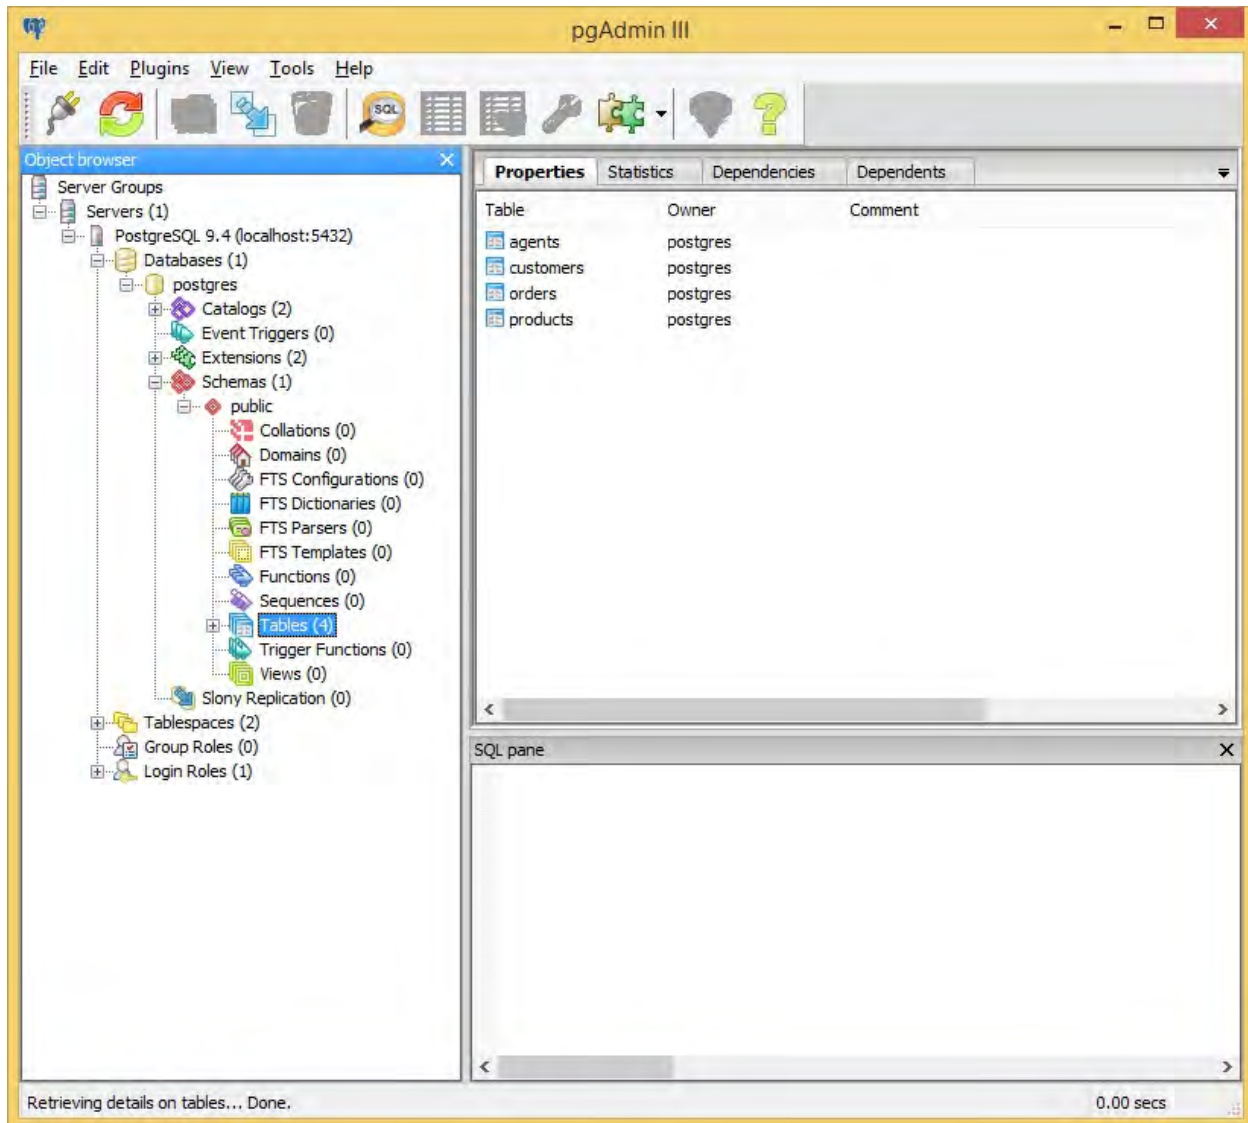 pgAdmin III
File Edit Plugins View Tools Help
SQL
Object browser
Server Groups
Servers (1)
PostgreSQL 9.4 (localhost:5432)
Databases (1)
postgres
Catalogs (2)
Event Triggers (0)
Extensions (2)
Schemas (1)
public
Collations (0)
Domains (0)
FTS Configurations (0)
FTS Dictionaries (0)
FTS Parsers (0)
FTS Templates (0)
Functions (0)
Sequences (0)
Tables (4)
Trigger Functions (0)
Views (0)
Slony Replication (0)
Tablespaces (2)
Group Roles (0)
Login Roles (1)
Properties Statistics Dependencies Dependents
Table Owner Comment
agents postgres
customers postgres
orders postgres
products postgres
SQL pane
Retrieving details on tables... Done. 0.00 secs